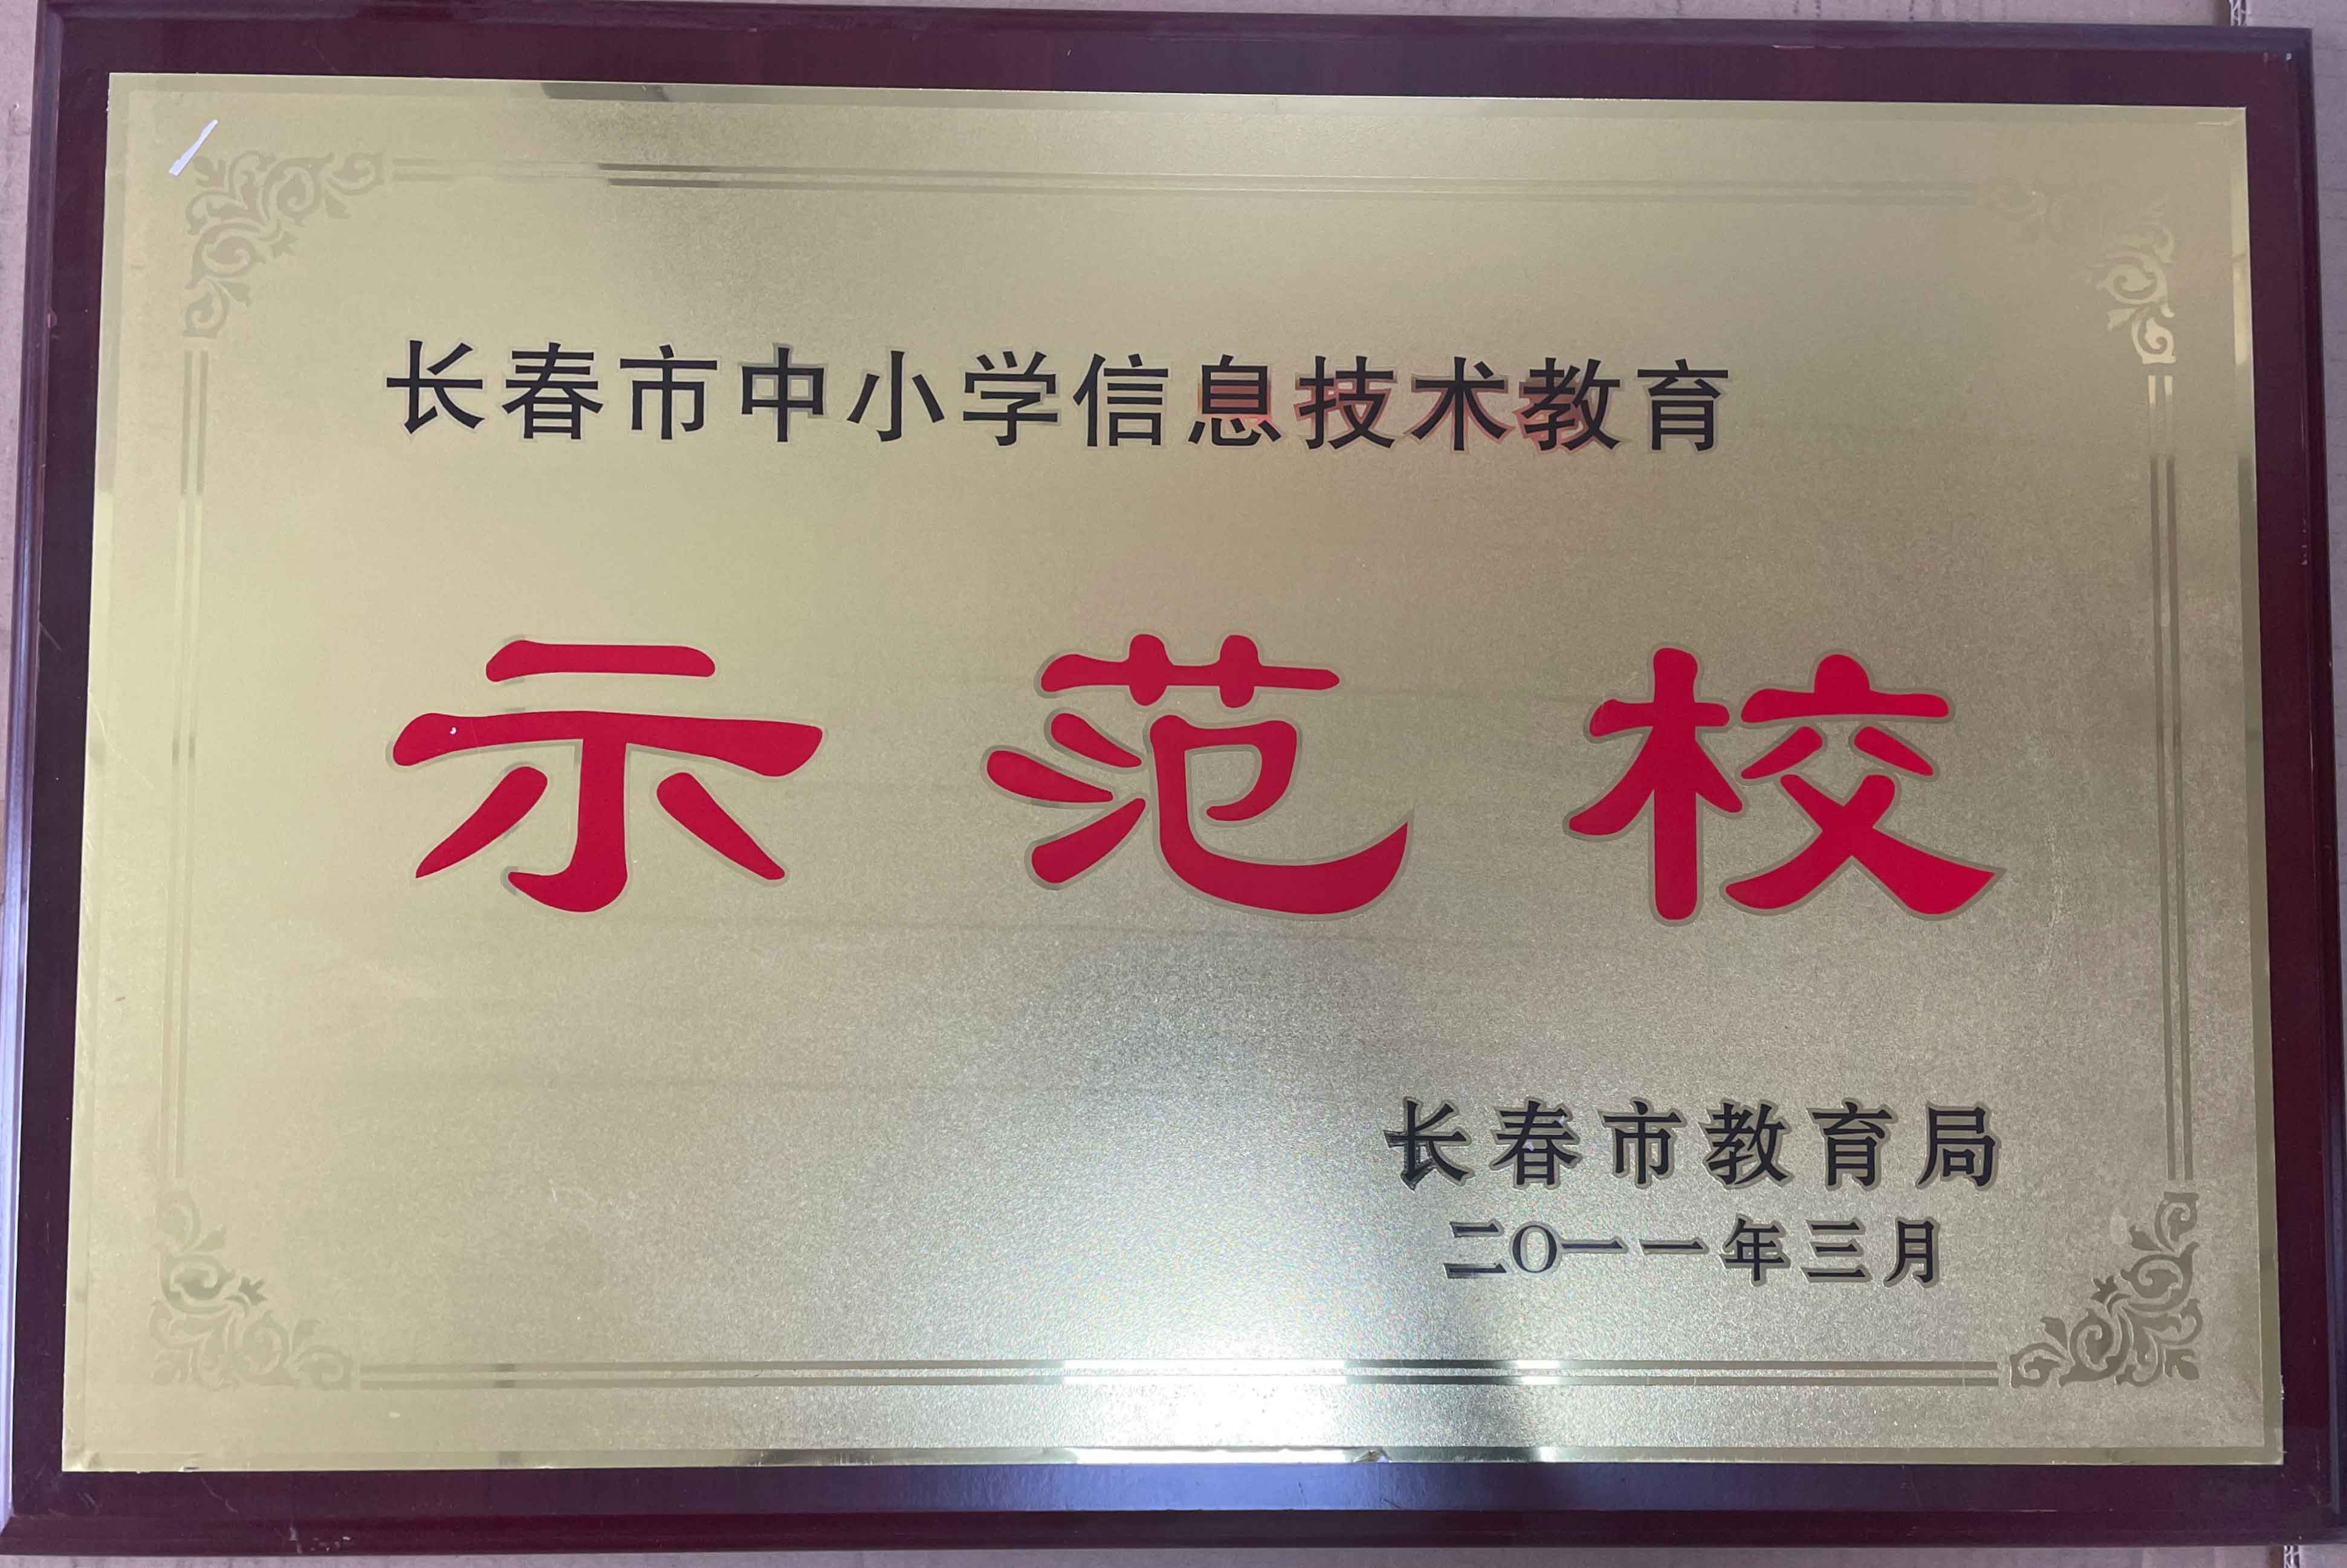 长春市中小学信息技术教育
示范校
长春市教育局
二〇一一年三月